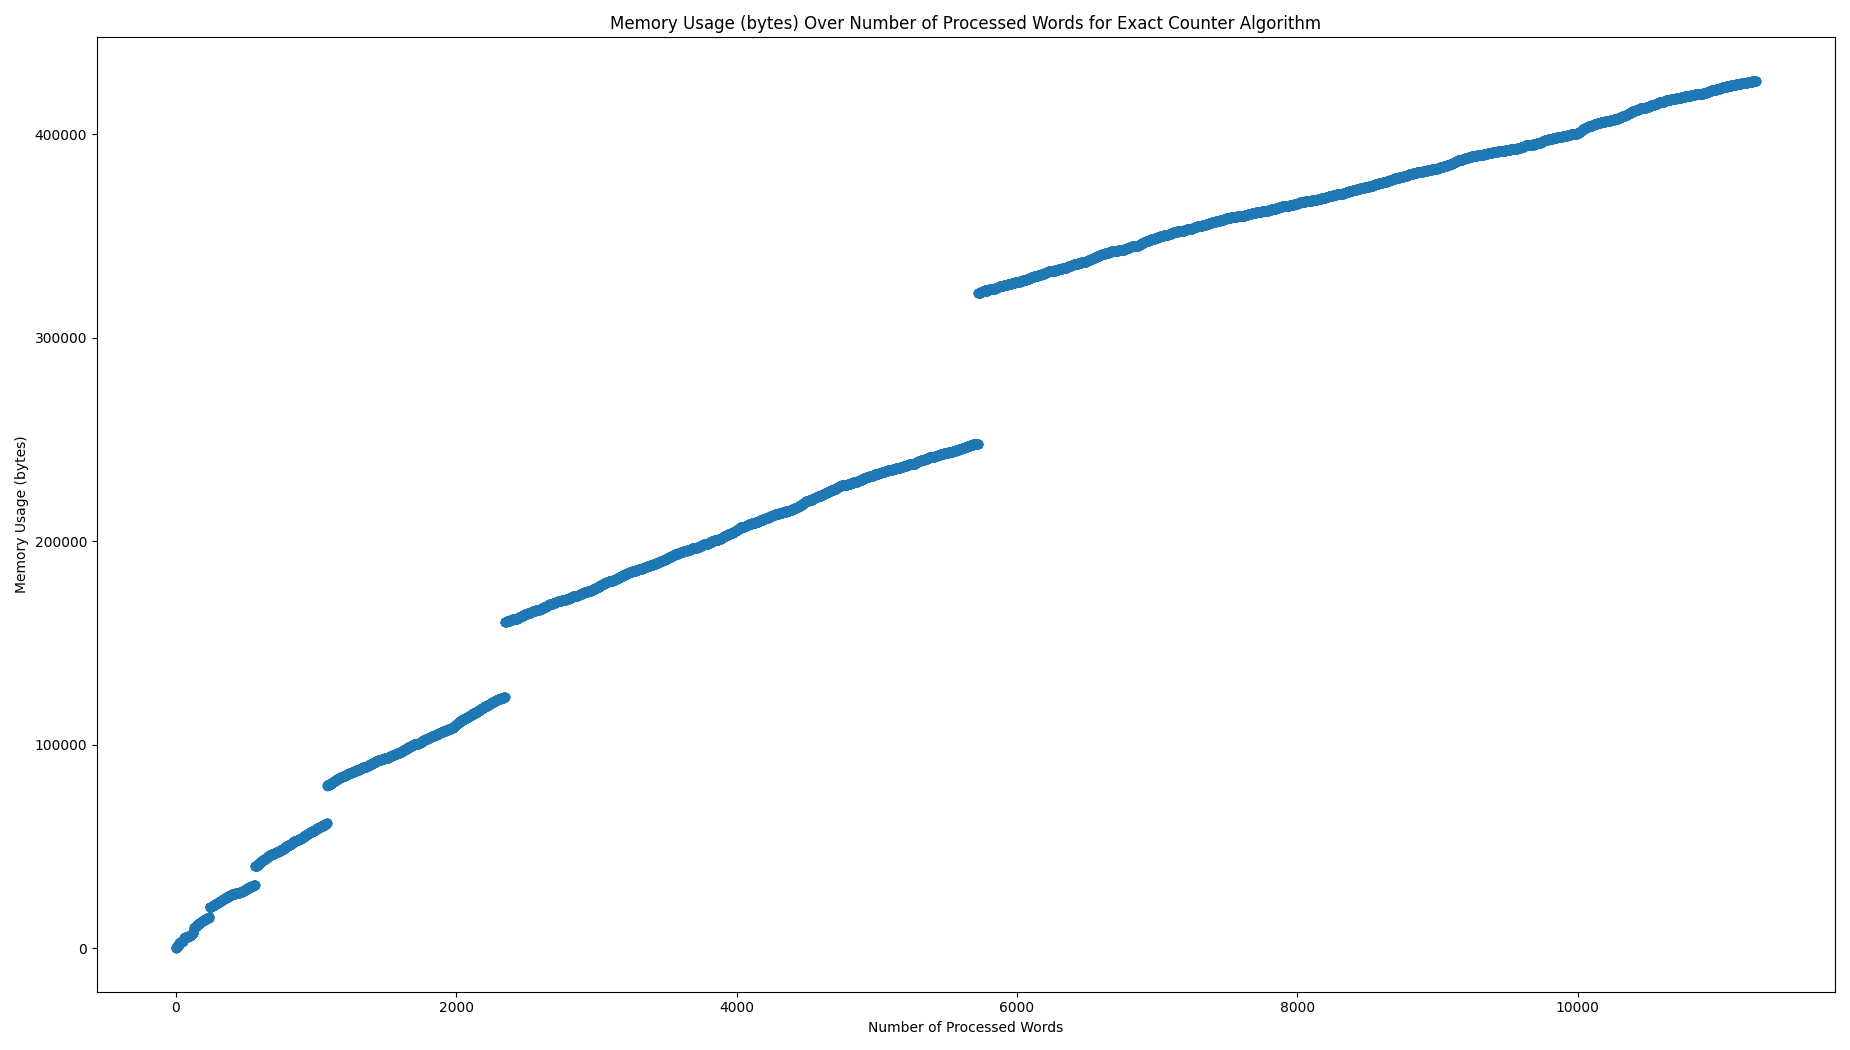 Memory Usage (bytes) Over Number of Processed Words for Exact Counter Algorithm
Memory Usage (bytes)
400000
300000
200000
100000
0
0 2000 4000 6000 8000 10000
Number of Processed Words